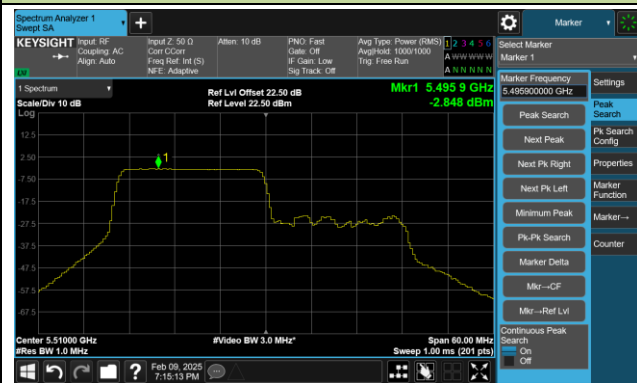 Spectrum Analyzer 1
Swept SA
+
Marker
KEYSIGHT
Input: RF
Coupling: AC
Align: Auto
Input Z: 50 Ω
Corr CCorr
Freq Ref: Int (S)
NFE: Adaptive
Atten: 10 dB
PNO: Fast
Gate: Off
IF Gain: Low
Sig Track: Off
Avg Type: Power (RMS)
Avg|Hold: 1000/1000
Trig: Free Run
1 2 3 4 5 6
A W W W W W
A N N N N N
Select Marker
Marker 1
LXI
1 Spectrum
Scale/Div 10 dB
Log
Ref Lvl Offset 22.50 dB
Ref Level 22.50 dBm
Mkr1 5.495 9 GHz
-2.848 dBm
12.5
2.50
-7.50
-17.5
-27.5
-37.5
-47.5
-57.5
-67.5
1
Center 5.51000 GHz
#Res BW 1.0 MHz
#Video BW 3.0 MHz*
Span 60.00 MHz
Sweep 1.00 ms (201 pts)
Marker Frequency
5.495900000 GHz
Peak Search
Next Peak
Next Pk Right
Next Pk Left
Minimum Peak
Pk-Pk Search
Marker Delta
Mkr→CF
Mkr→Ref Lvl
Continuous Peak
Search
On
Off
Settings
Peak
Search
Pk Search
Config
Properties
Marker
Function
Marker→
Counter
?
Feb 09, 2025
7:15:13 PM